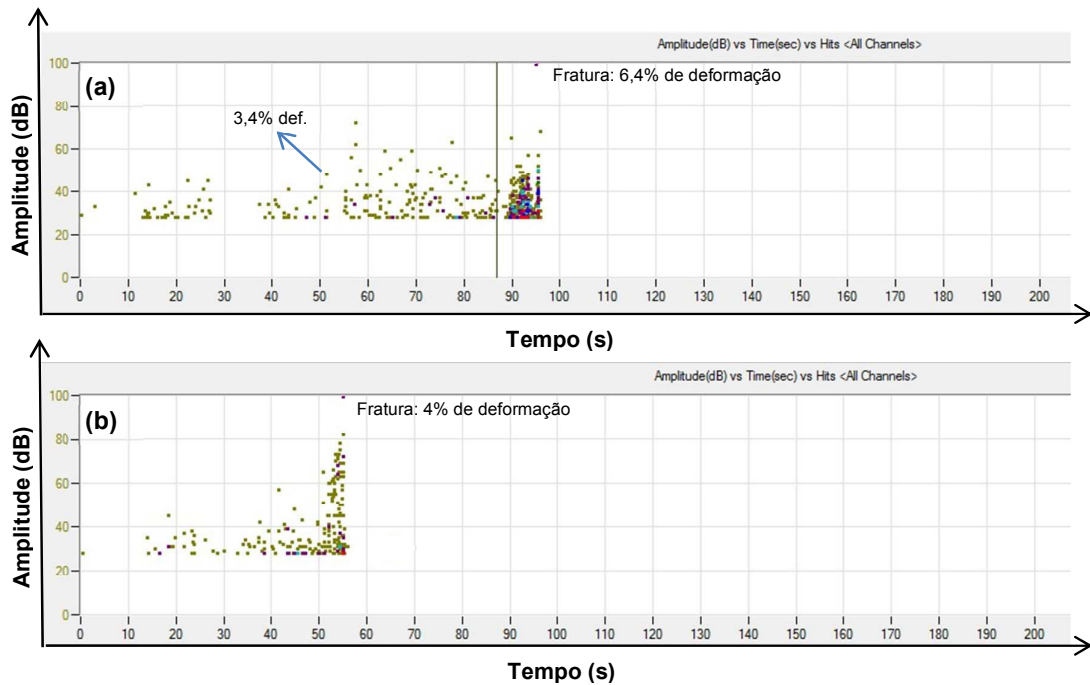 Amplitude(dB) vs Time(sec) vs Hits <All Channels>
(a)
Fratura: 6,4% de deformação
3,4% def.
Amplitude (dB)
100
80
60
40
20
0
0 10 20 30 40 50 60 70 80 90 100 110 120 130 140 150 160 170 180 190 200
Tempo (s)
Amplitude(dB) vs Time(sec) vs Hits <All Channels>
(b)
Fratura: 4% de deformação
Amplitude (dB)
100
80
60
40
20
0
0 10 20 30 40 50 60 70 80 90 100 110 120 130 140 150 160 170 180 190 200
Tempo (s)